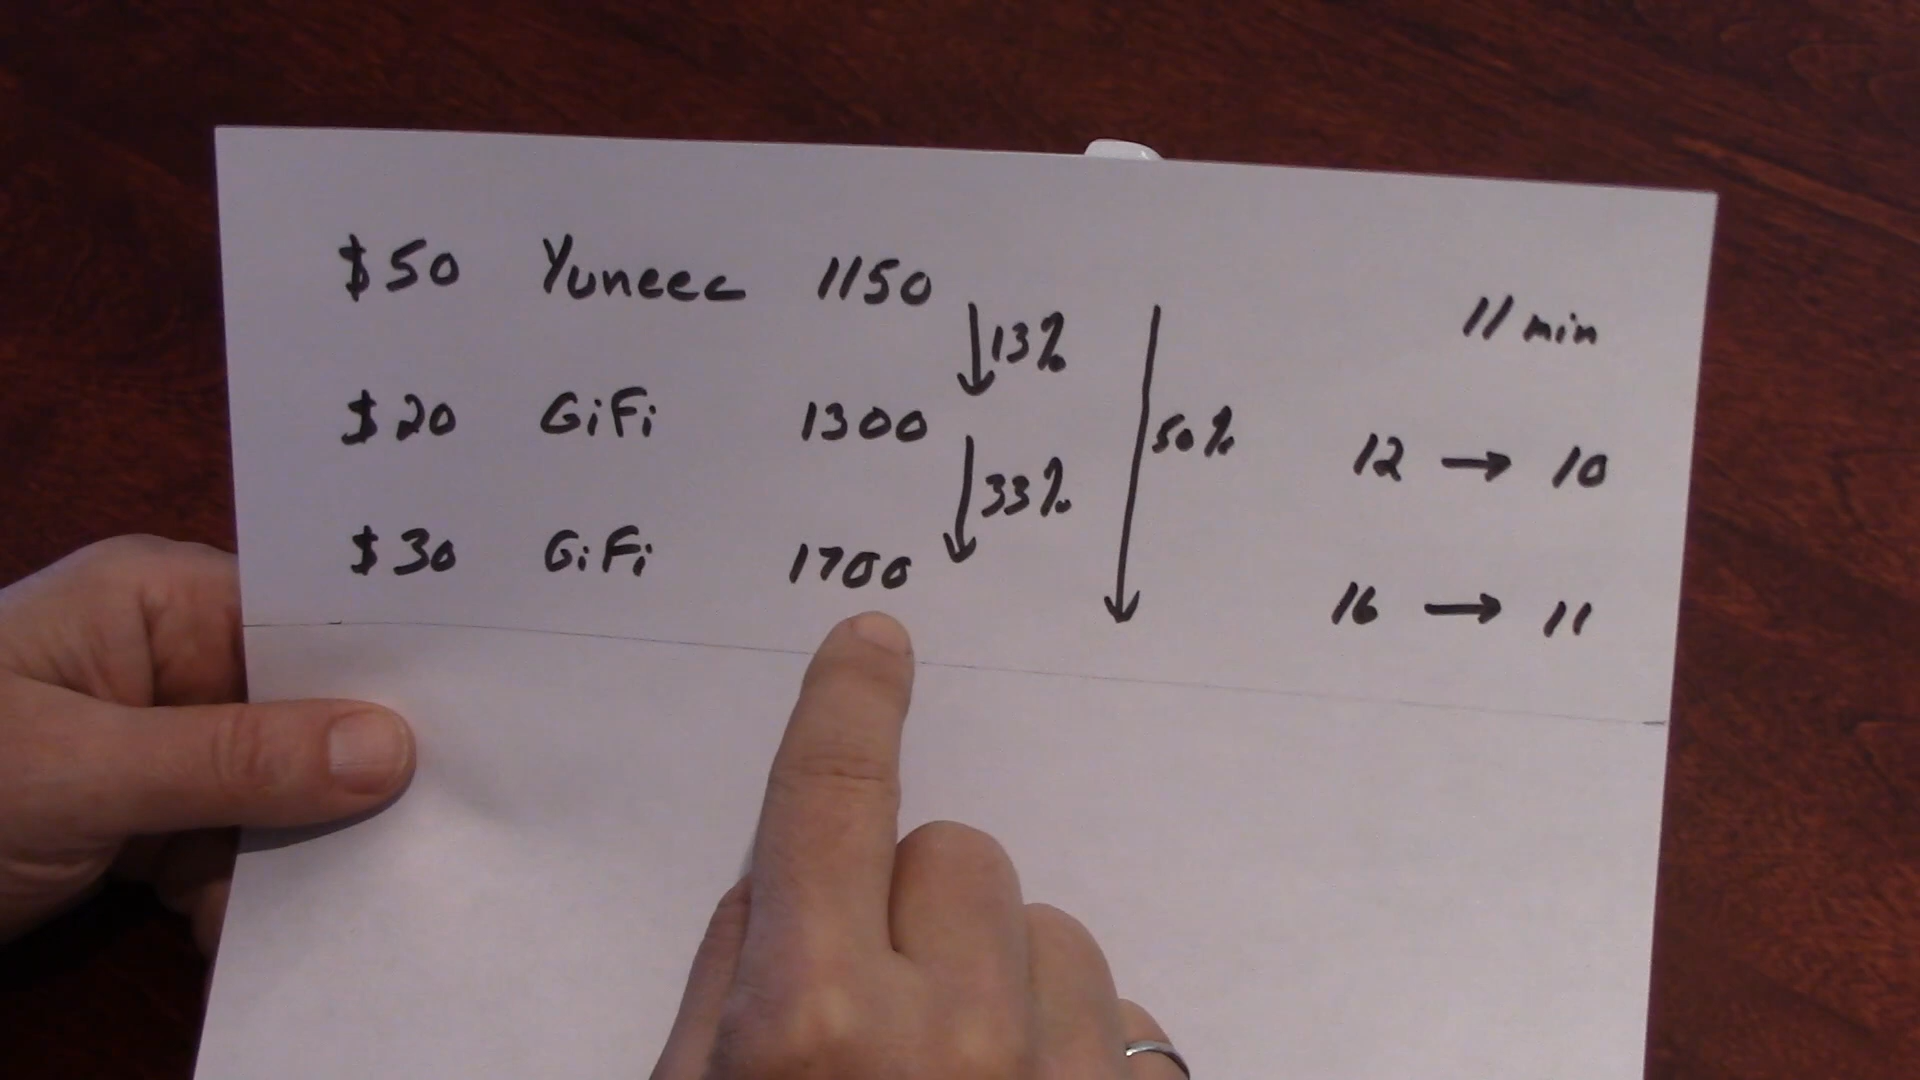 $50 Yuneec 1150 11 min
13%
$20 GiFi 1300 50% 12 → 10
33%
$30 GiFi 1700 16 → 11